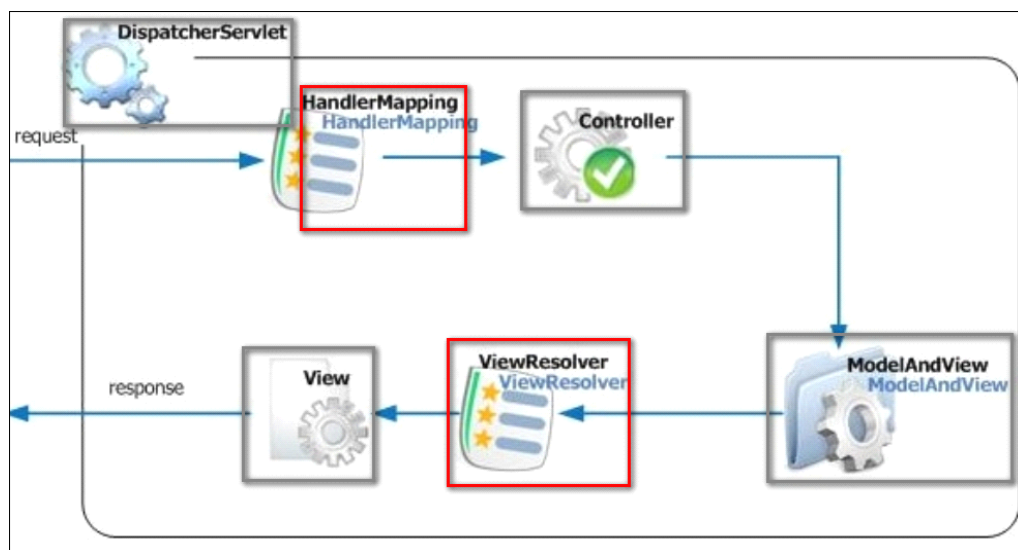 DispatcherServlet
HandlerMapping
HandlerMapping
Controller
request
ViewResolver
ViewResolver
ModelAndView
ModelAndView
View
response